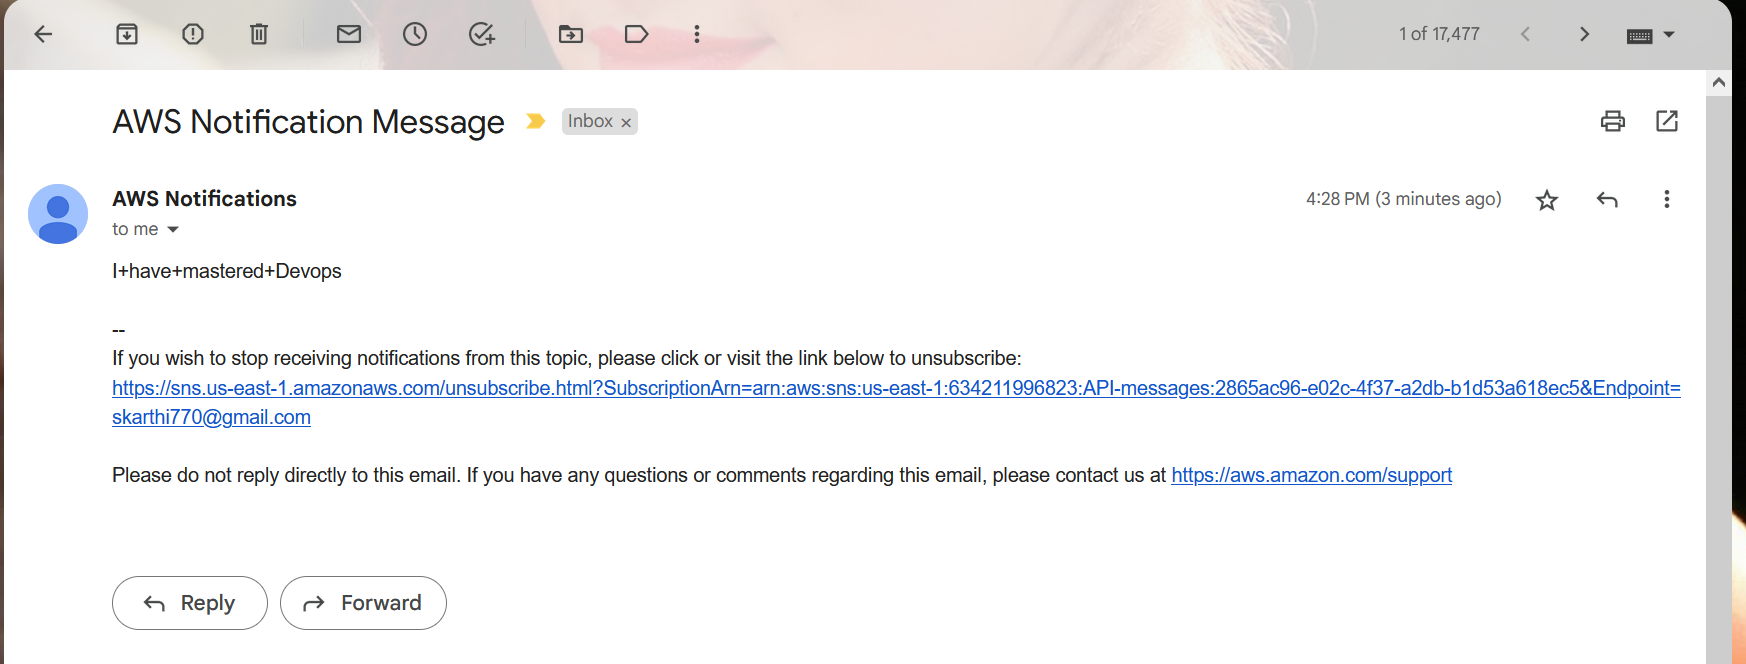 1 of 17,477
AWS Notification Message
Inbox ×
AWS Notifications
4:28 PM (3 minutes ago)
to me
I+have+mastered+Devops
--
If you wish to stop receiving notifications from this topic, please click or visit the link below to unsubscribe:
https://sns.us-east-1.amazonaws.com/unsubscribe.html?SubscriptionArn=arn:aws:sns:us-east-1:634211996823:API-messages:2865ac96-e02c-4f37-a2db-b1d53a618ec5&Endpoint=
skarthi770@gmail.com
Please do not reply directly to this email. If you have any questions or comments regarding this email, please contact us at https://aws.amazon.com/support
Reply
Forward